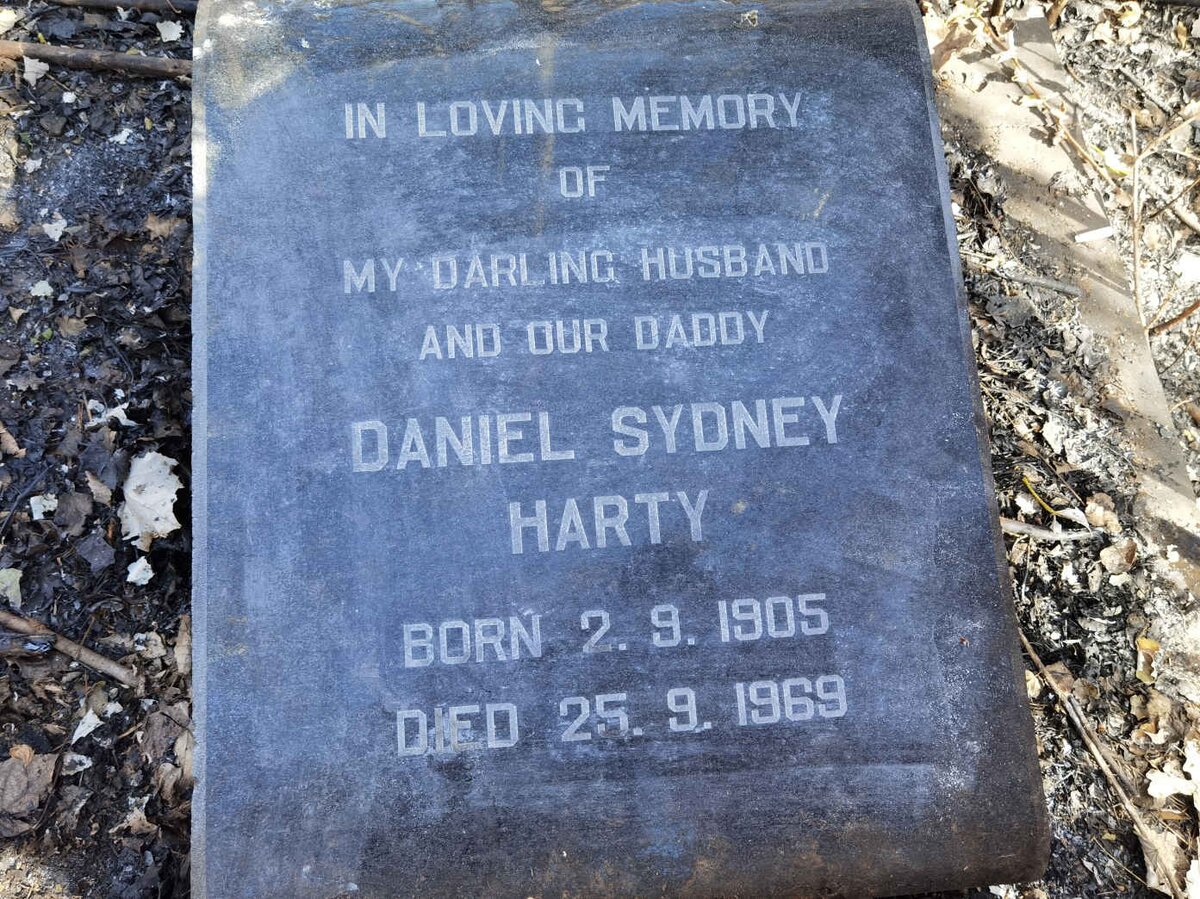 IN LOVING MEMORY
OF
MY DARLING HUSBAND
AND OUR DADDY
DANIEL SYDNEY
HARTY
BORN 2. 9. 1905
DIED 25. 9. 1969